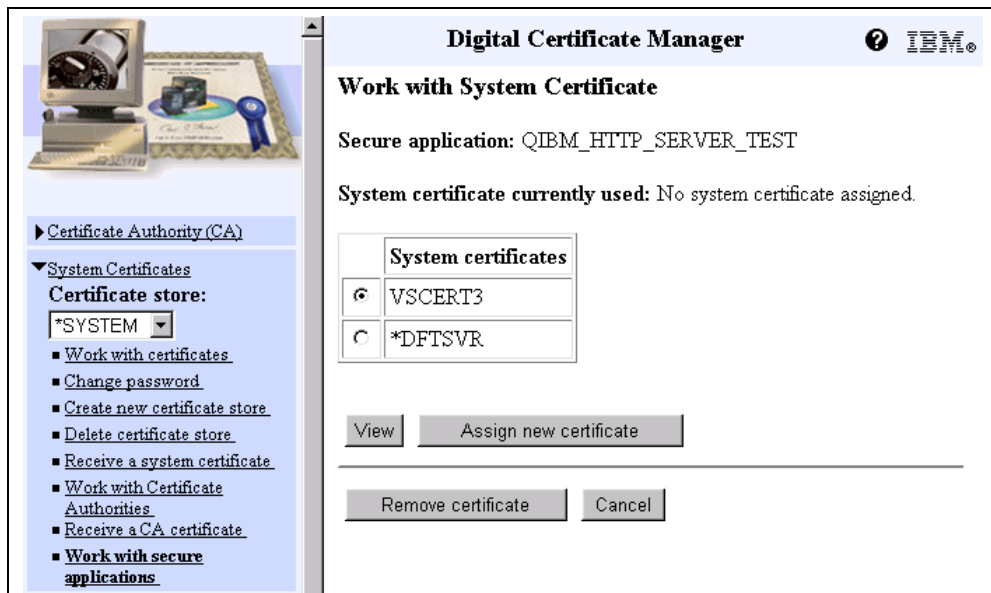 Digital Certificate Manager
IBM®
Work with System Certificate
Secure application: QIBM_HTTP_SERVER_TEST
System certificate currently used: No system certificate assigned.
System certificates
VSCERT3
*DFTSVR
View
Assign new certificate
Remove certificate
Cancel
Certificate Authority (CA)
System Certificates
Certificate store:
*SYSTEM
Work with certificates
Change password
Create new certificate store
Delete certificate store
Receive a system certificate
Work with Certificate
Authorities
Receive a CA certificate
Work with secure
applications